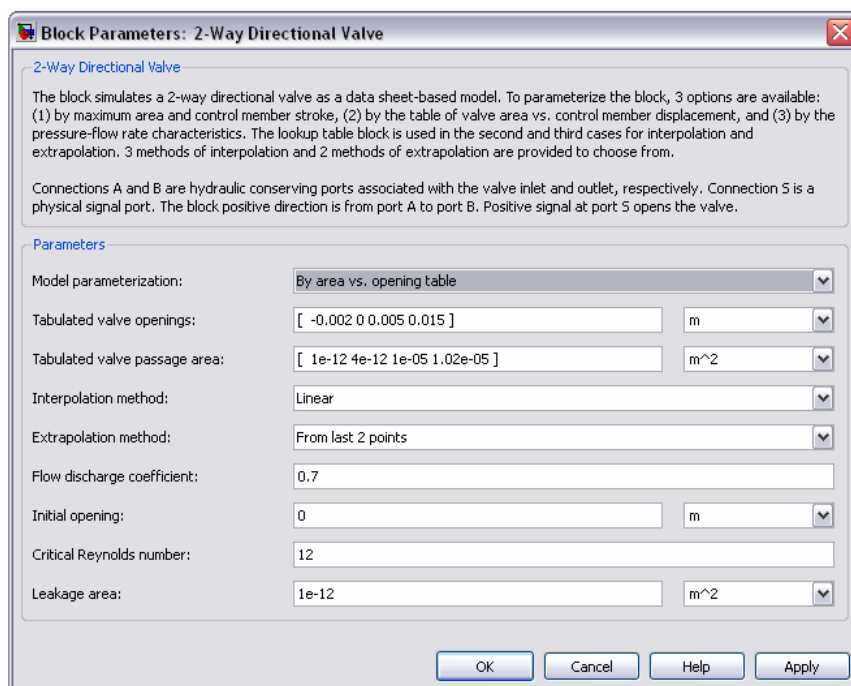 Block Parameters: 2-Way Directional Valve
2-Way Directional Valve
The block simulates a 2-way directional valve as a data sheet-based model. To parameterize the block, 3 options are available:
(1) by maximum area and control member stroke, (2) by the table of valve area vs. control member displacement, and (3) by the
pressure-flow rate characteristics. The lookup table block is used in the second and third cases for interpolation and
extrapolation. 3 methods of interpolation and 2 methods of extrapolation are provided to choose from.
Connections A and B are hydraulic conserving ports associated with the valve inlet and outlet, respectively. Connection S is a
physical signal port. The block positive direction is from port A to port B. Positive signal at port S opens the valve.
Parameters
Model parameterization: By area vs. opening table
Tabulated valve openings: [ -0.002 0 0.005 0.015 ] m
Tabulated valve passage area: [ 1e-12 4e-12 1e-05 1.02e-05 ] m^2
Interpolation method: Linear
Extrapolation method: From last 2 points
Flow discharge coefficient: 0.7
Initial opening: 0 m
Critical Reynolds number: 12
Leakage area: 1e-12 m^2
OK Cancel Help Apply